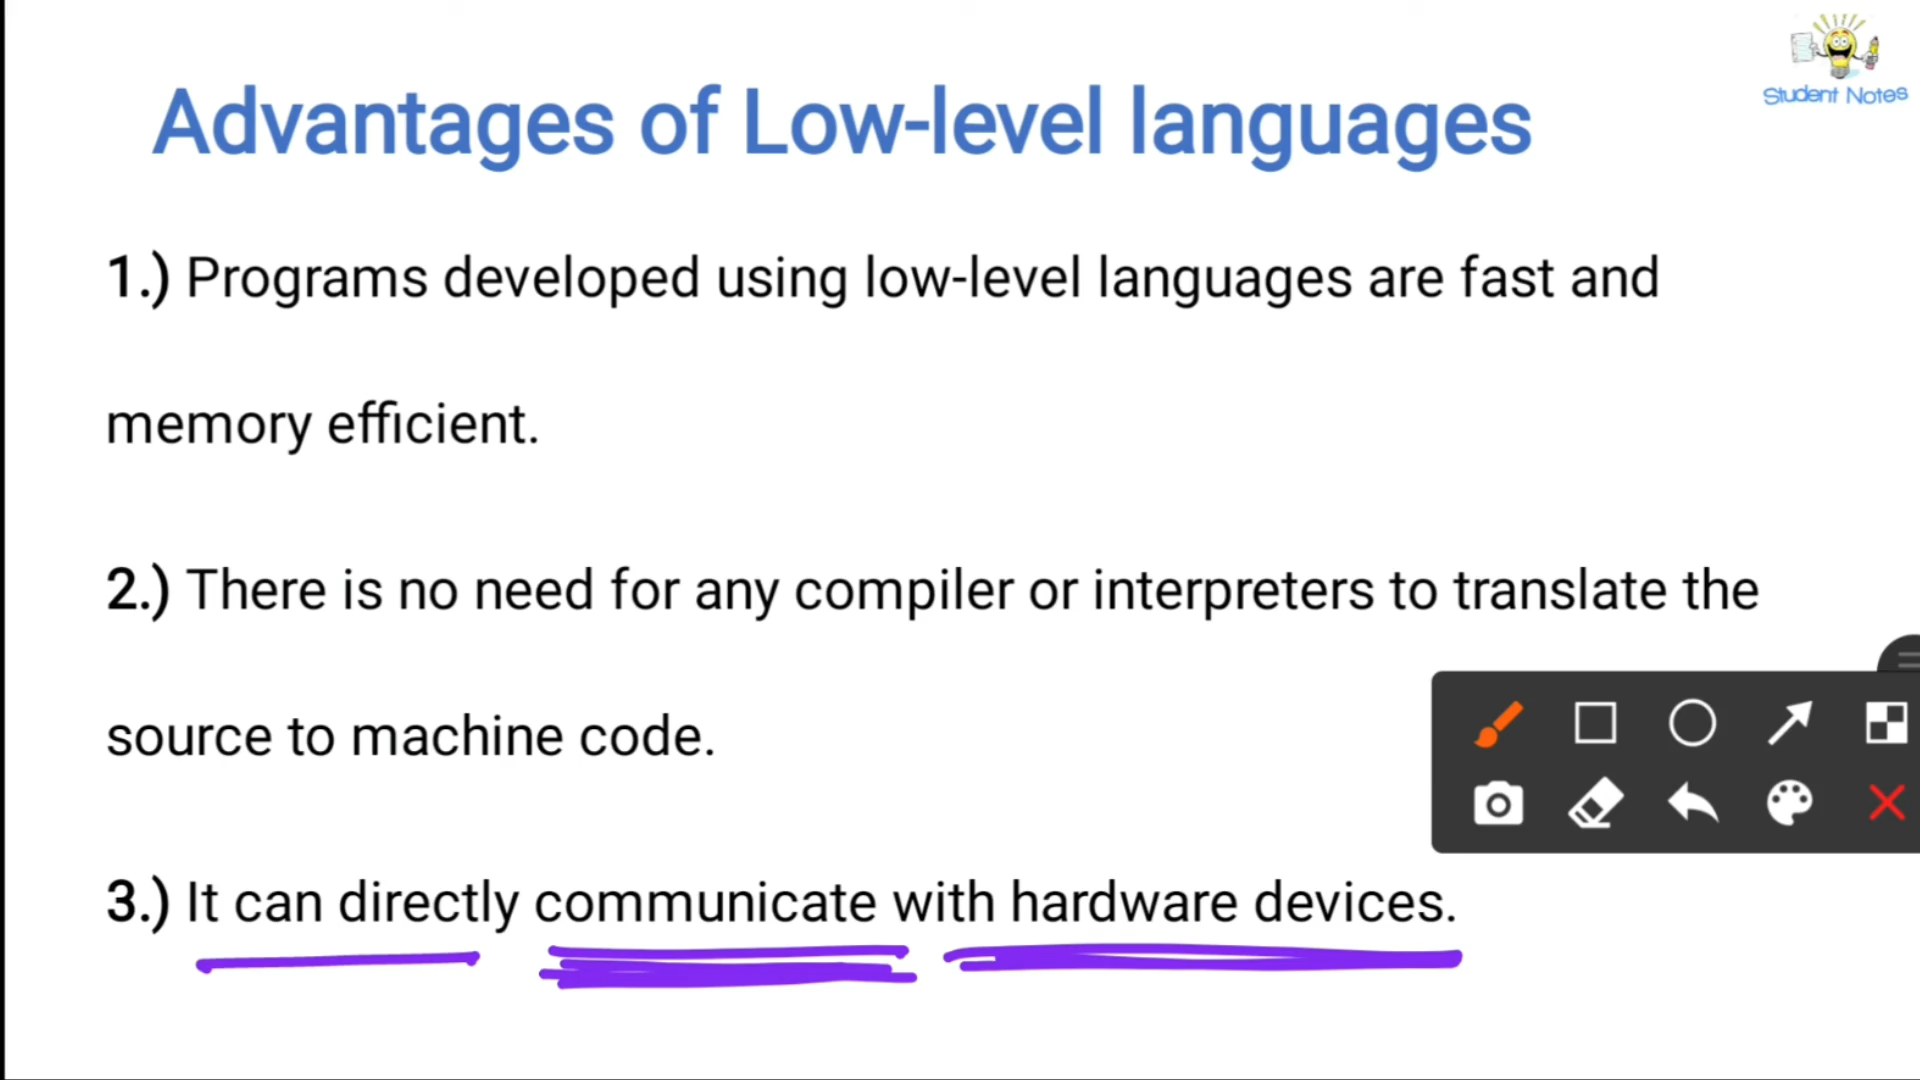 Student Notes
Advantages of Low-level languages
1.) Programs developed using low-level languages are fast and
memory efficient.
2.) There is no need for any compiler or interpreters to translate the
source to machine code.
3.) It can directly communicate with hardware devices.